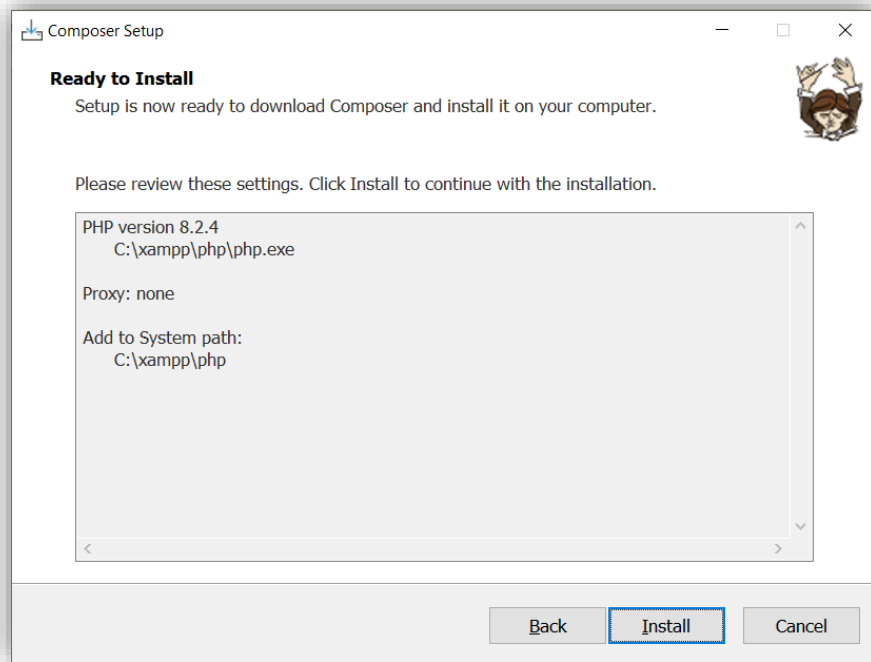 Composer Setup
Ready to Install
Setup is now ready to download Composer and install it on your computer.
Please review these settings. Click Install to continue with the installation.
PHP version 8.2.4
C:\xampp\php\php.exe
Proxy: none
Add to System path:
C:\xampp\php
Back
Install
Cancel